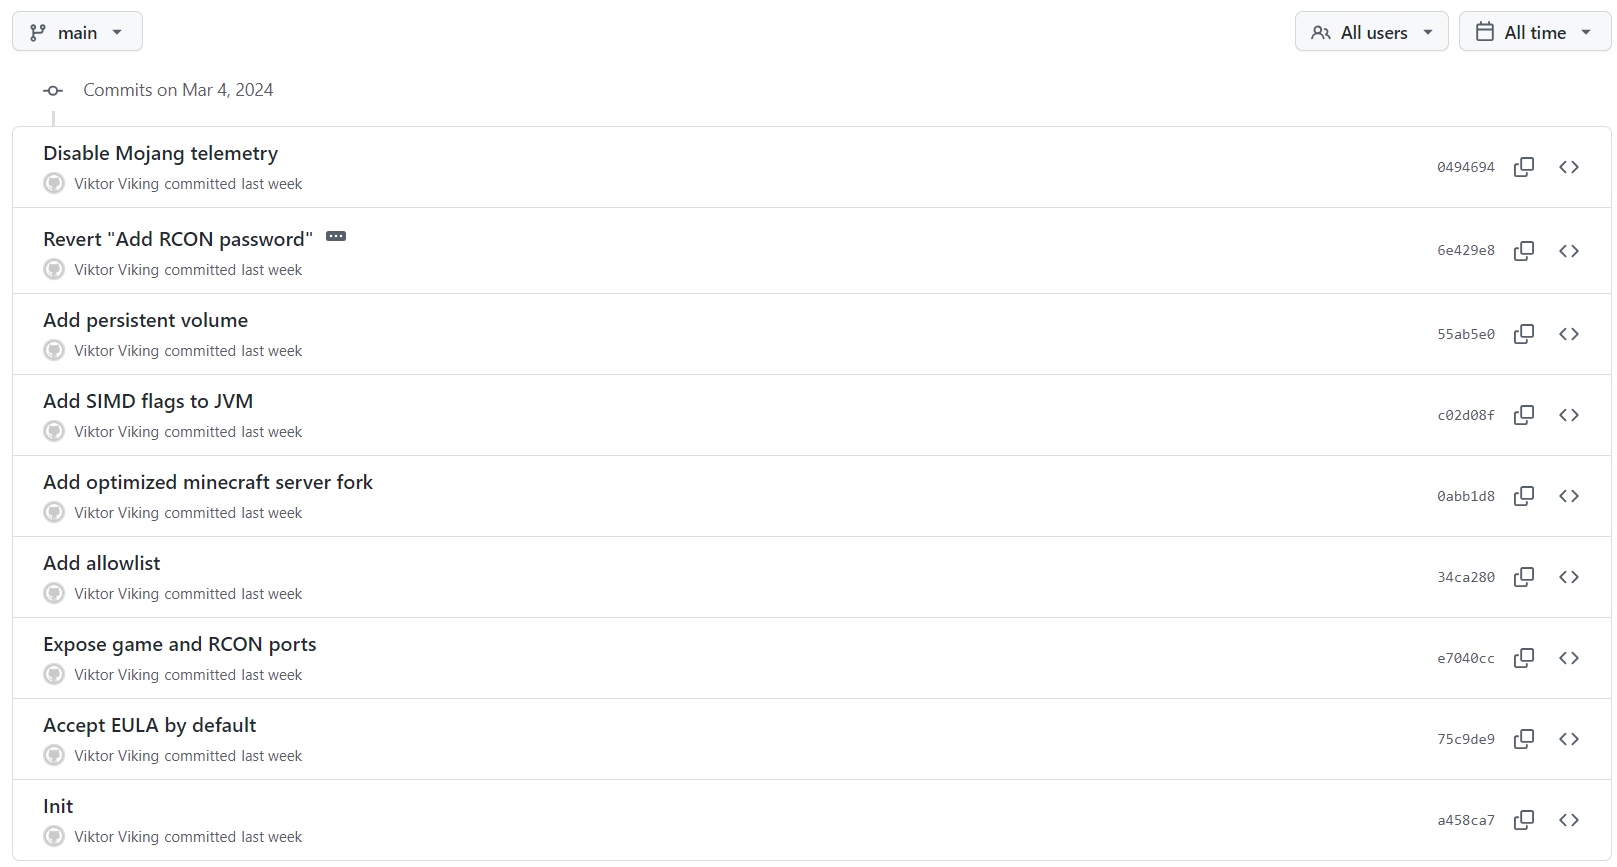 main
All users
All time
Commits on Mar 4, 2024
Disable Mojang telemetry
Viktor Viking committed last week
0494694
Revert "Add RCON password"
Viktor Viking committed last week
6e429e8
Add persistent volume
Viktor Viking committed last week
55ab5e0
Add SIMD flags to JVM
Viktor Viking committed last week
c02d08f
Add optimized minecraft server fork
Viktor Viking committed last week
0abb1d8
Add allowlist
Viktor Viking committed last week
34ca280
Expose game and RCON ports
Viktor Viking committed last week
e7040cc
Accept EULA by default
Viktor Viking committed last week
75c9de9
Init
Viktor Viking committed last week
a458ca7